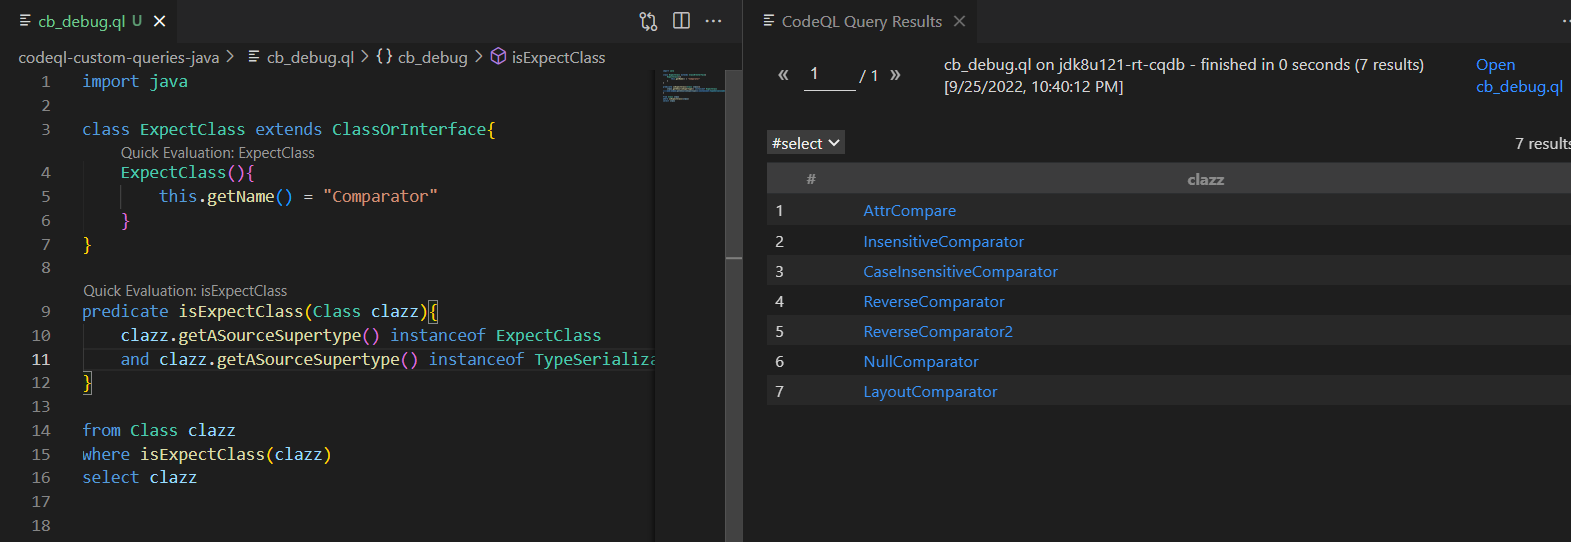 cb_debug.ql U
codeql-custom-queries-java > cb_debug.ql > {} cb_debug > isExpectClass
1 import java
2
3 class ExpectClass extends ClassOrInterface{
Quick Evaluation: ExpectClass
4 ExpectClass(){
5 this.getName() = "Comparator"
6 }
7 }
8
Quick Evaluation: isExpectClass
9 predicate isExpectClass(Class clazz){
10 clazz.getASourceSupertype() instanceof ExpectClass
11 and clazz.getASourceSupertype() instanceof TypeSerializa
12 }
13
14 from Class clazz
15 where isExpectClass(clazz)
16 select clazz
17
18
CodeQL Query Results
« 1 / 1 »
cb_debug.ql on jdk8u121-rt-cqdb - finished in 0 seconds (7 results)
[9/25/2022, 10:40:12 PM]
Open
cb_debug.ql
#select
7 results
# clazz
1 AttrCompare
2 InsensitiveComparator
3 CaseInsensitiveComparator
4 ReverseComparator
5 ReverseComparator2
6 NullComparator
7 LayoutComparator